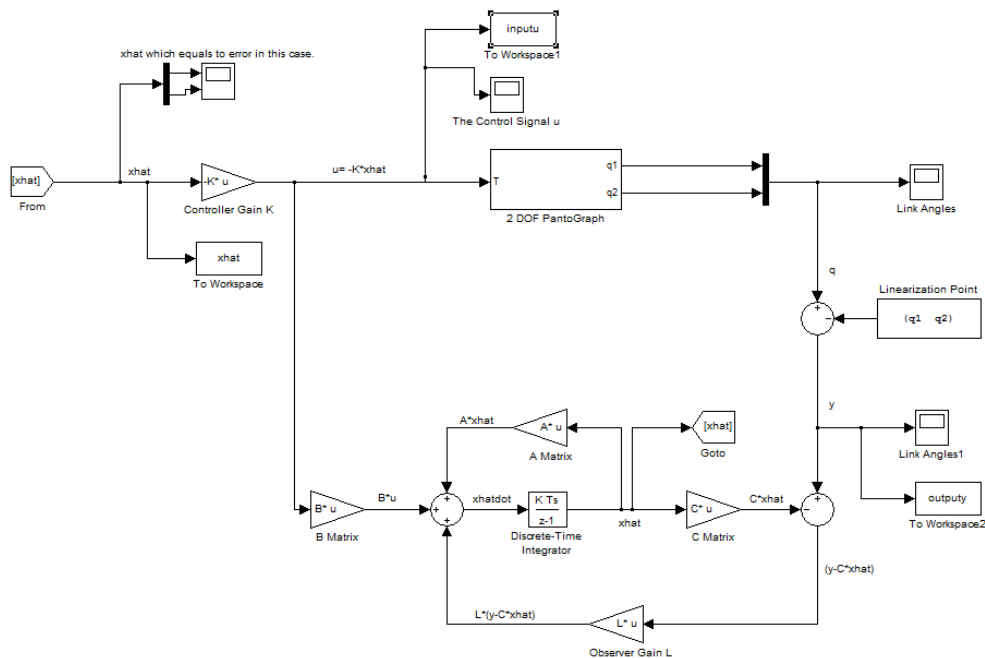 inputu
To Workspace1
xhat which equals to error in this case.
The Control Signal u
[xhat]
From
xhat
-K* u
Controller Gain K
u= -K*xhat
T
q1
q2
2 DOF PantoGraph
Link Angles
xhat
To Workspace
q
Linearization Point
(q1 q2)
+
-
y
A*xhat
A* u
A Matrix
[xhat]
Goto
Link Angles1
B* u
B Matrix
B*u
+
+
+
xhatdot
K Ts
z-1
Discrete-Time
Integrator
xhat
C* u
C Matrix
C*xhat
+
-
outputy
To Workspace2
(y-C*xhat)
L*(y-C*xhat)
L* u
Observer Gain L